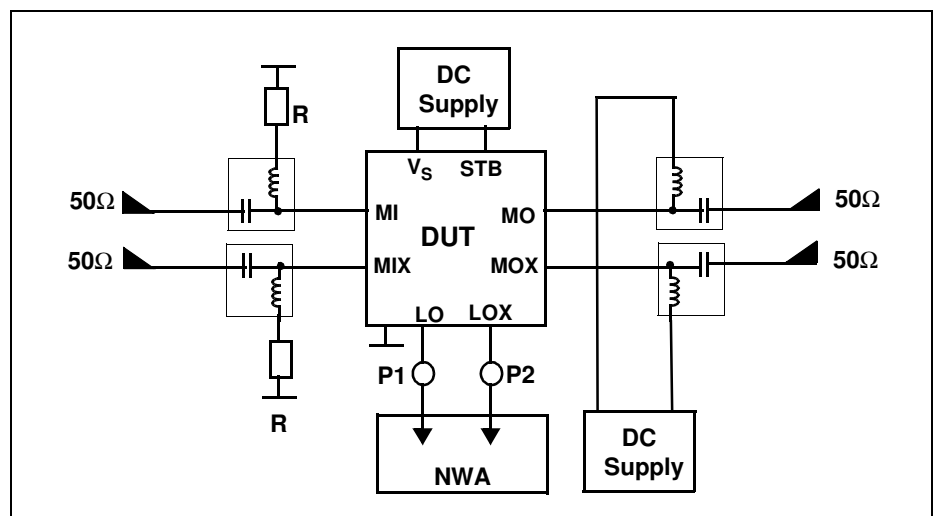 DC
Supply
R
VS STB
50Ω
MI
MO
50Ω
DUT
50Ω
MIX
MOX
50Ω
LO LOX
P1
P2
R
DC
Supply
NWA